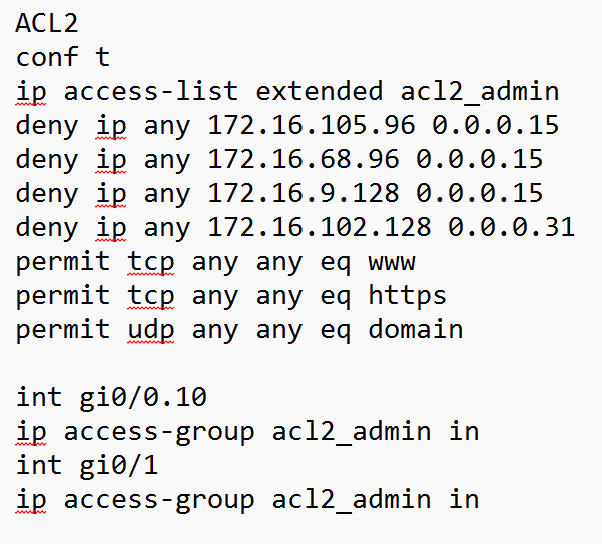 ACL2
conf t
ip access-list extended acl2_admin
deny ip any 172.16.105.96 0.0.0.15
deny ip any 172.16.68.96 0.0.0.15
deny ip any 172.16.9.128 0.0.0.15
deny ip any 172.16.102.128 0.0.0.31
permit tcp any any eq www
permit tcp any any eq https
permit udp any any eq domain
int gi0/0.10
ip access-group acl2_admin in
int gi0/1
ip access-group acl2_admin in